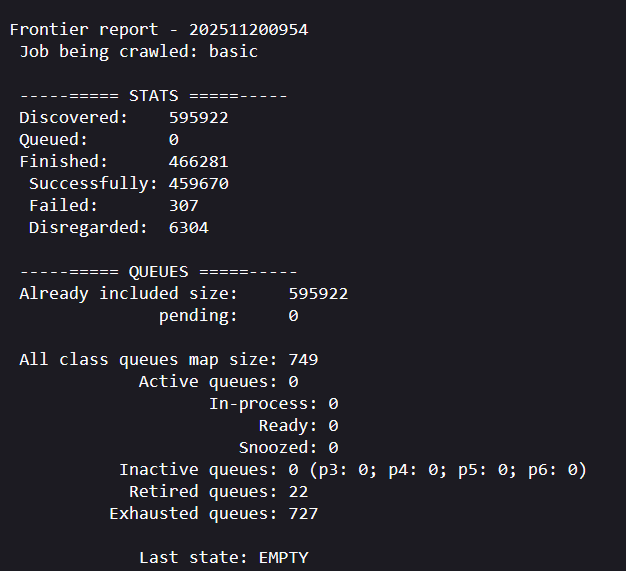 Frontier report - 202511200954
Job being crawled: basic
-----===== STATS =====-----
Discovered: 595922
Queued: 0
Finished: 466281
Successfully: 459670
Failed: 307
Disregarded: 6304
-----===== QUEUES =====-----
Already included size: 595922
pending: 0
All class queues map size: 749
Active queues: 0
In-process: 0
Ready: 0
Snoozed: 0
Inactive queues: 0 (p3: 0; p4: 0; p5: 0; p6: 0)
Retired queues: 22
Exhausted queues: 727
Last state: EMPTY